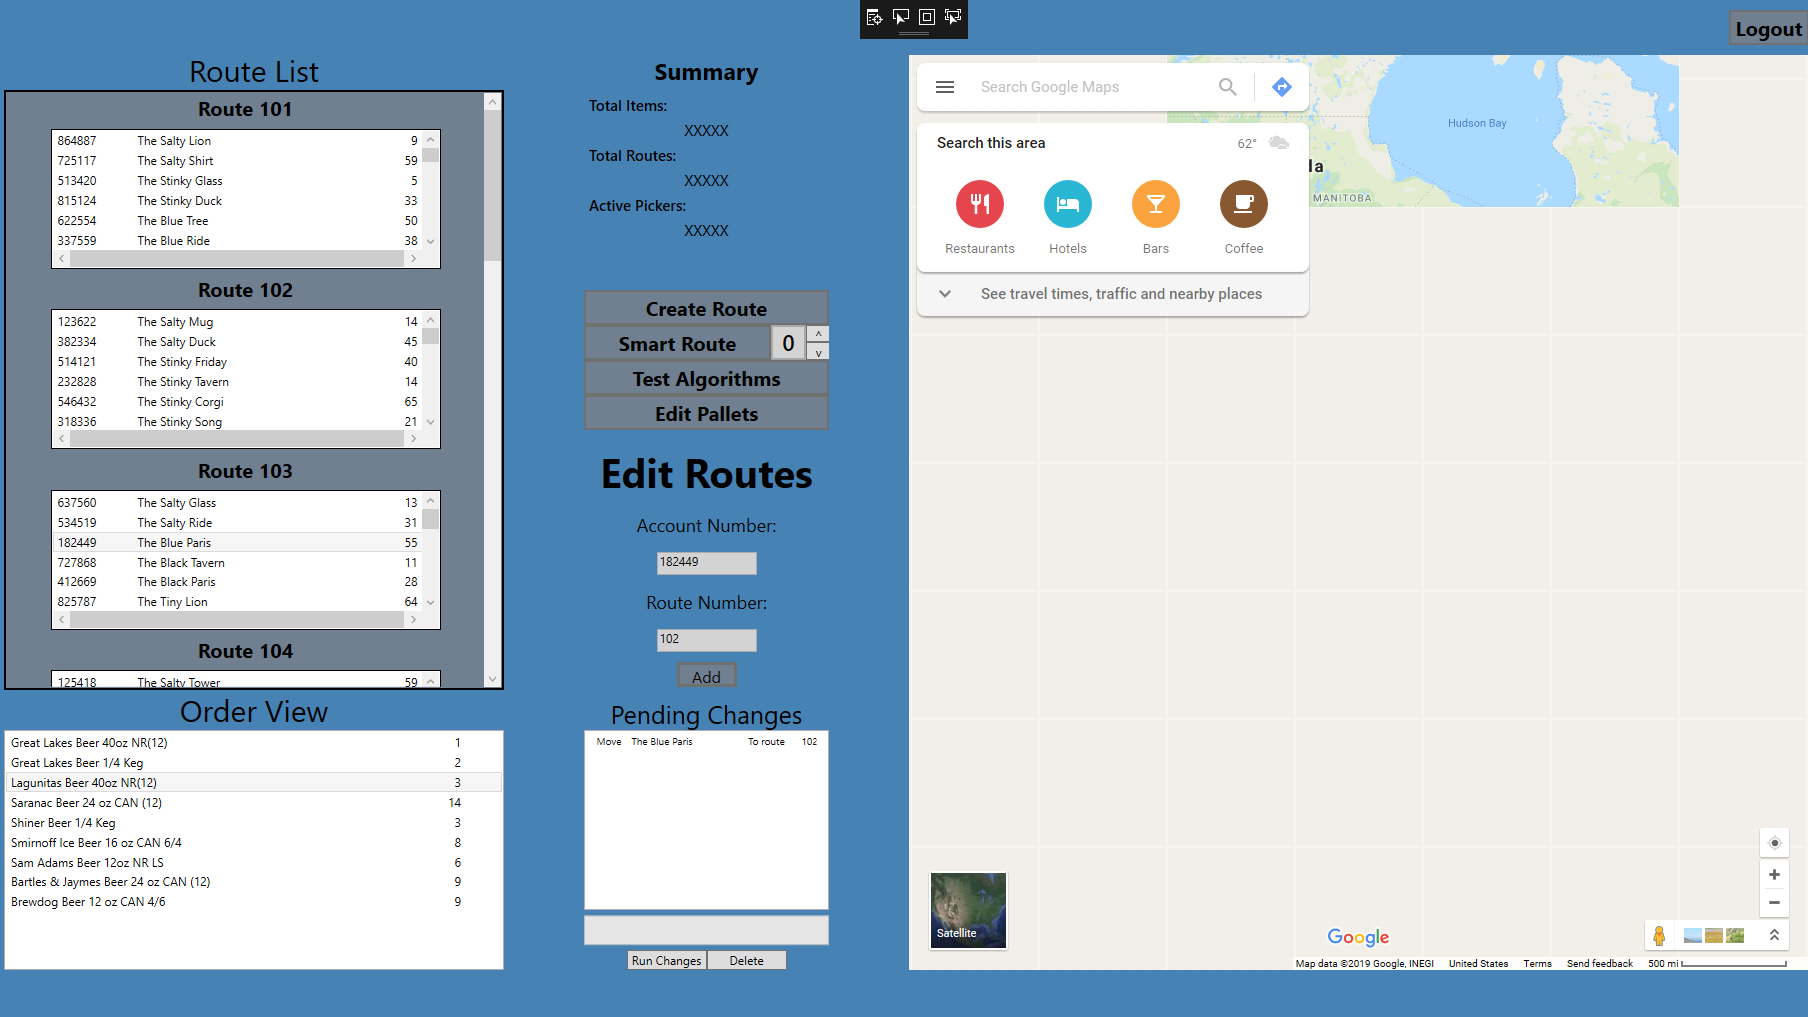 Logout
Route List
Route 101
864887 The Salty Lion 9
725117 The Salty Shirt 59
513420 The Stinky Glass 5
815124 The Stinky Duck 33
622554 The Blue Tree 50
337559 The Blue Ride 38
Route 102
123622 The Salty Mug 14
382334 The Salty Duck 45
514121 The Stinky Friday 40
232828 The Stinky Tavern 14
546432 The Stinky Corgi 65
318336 The Stinky Song 21
Route 103
637560 The Salty Glass 13
534519 The Salty Ride 31
182449 The Blue Paris 55
727868 The Black Tavern 11
412669 The Black Paris 28
825787 The Tiny Lion 64
Route 104
125418 The Salty Tower 59
Order View
Great Lakes Beer 40oz NR(12) 1
Great Lakes Beer 1/4 Keg 2
Lagunitas Beer 40oz NR(12) 3
Saranac Beer 24 oz CAN (12) 14
Shiner Beer 1/4 Keg 3
Smirnoff Ice Beer 16 oz CAN 6/4 8
Sam Adams Beer 12oz NR LS 6
Bartles & Jaymes Beer 24 oz CAN (12) 9
Brewdog Beer 12 oz CAN 4/6 9
Summary
Total Items:
XXXXX
Total Routes:
XXXXX
Active Pickers:
XXXXX
Create Route
Smart Route 0
Test Algorithms
Edit Pallets
Edit Routes
Account Number:
182449
Route Number:
102
Add
Pending Changes
Move The Blue Paris To route 102
Run Changes Delete
Search Google Maps
Search this area 62°
Restaurants Hotels Bars Coffee
See travel times, traffic and nearby places
Hudson Bay
la
MANITOBA
Satellite
Google
Map data ©2019 Google, INEGI United States Terms Send feedback 500 mi